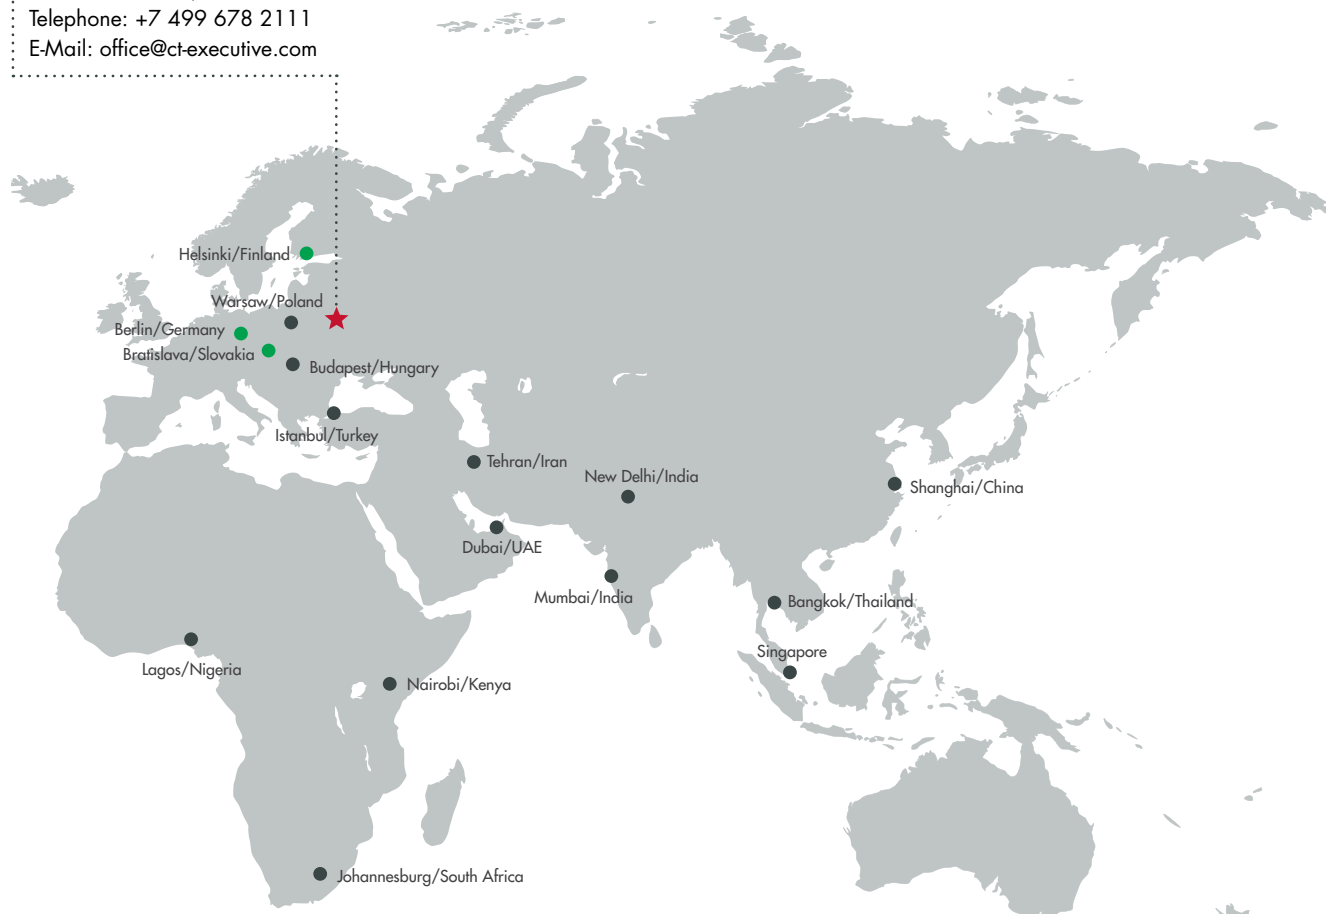 Telephone: +7 499 678 2111
E-Mail: office@ct-executive.com
Helsinki/Finland
Warsaw/Poland
Berlin/Germany
Bratislava/Slovakia
Budapest/Hungary
Istanbul/Turkey
Tehran/Iran
New Delhi/India
Shanghai/China
Dubai/UAE
Mumbai/India
Bangkok/Thailand
Singapore
Lagos/Nigeria
Nairobi/Kenya
Johannesburg/South Africa